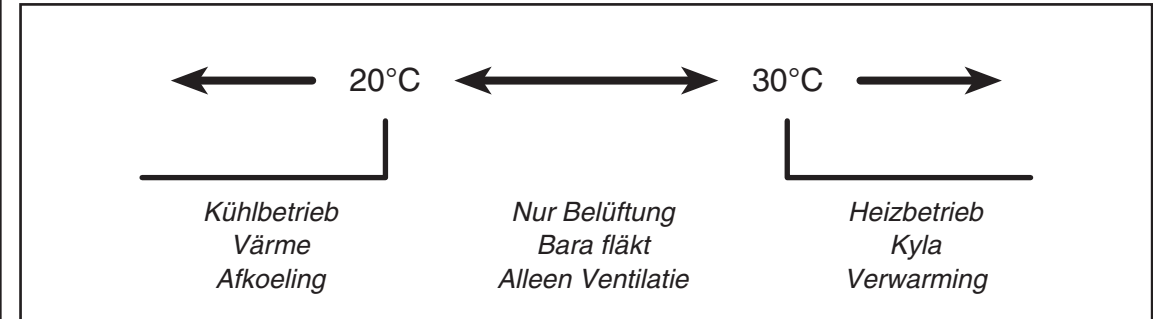 20°C 30°C
Kühlbetrieb Nur Belüftung Heizbetrieb
Värme Bara fläkt Kyla
Afkoeling Alleen Ventilatie Verwarming